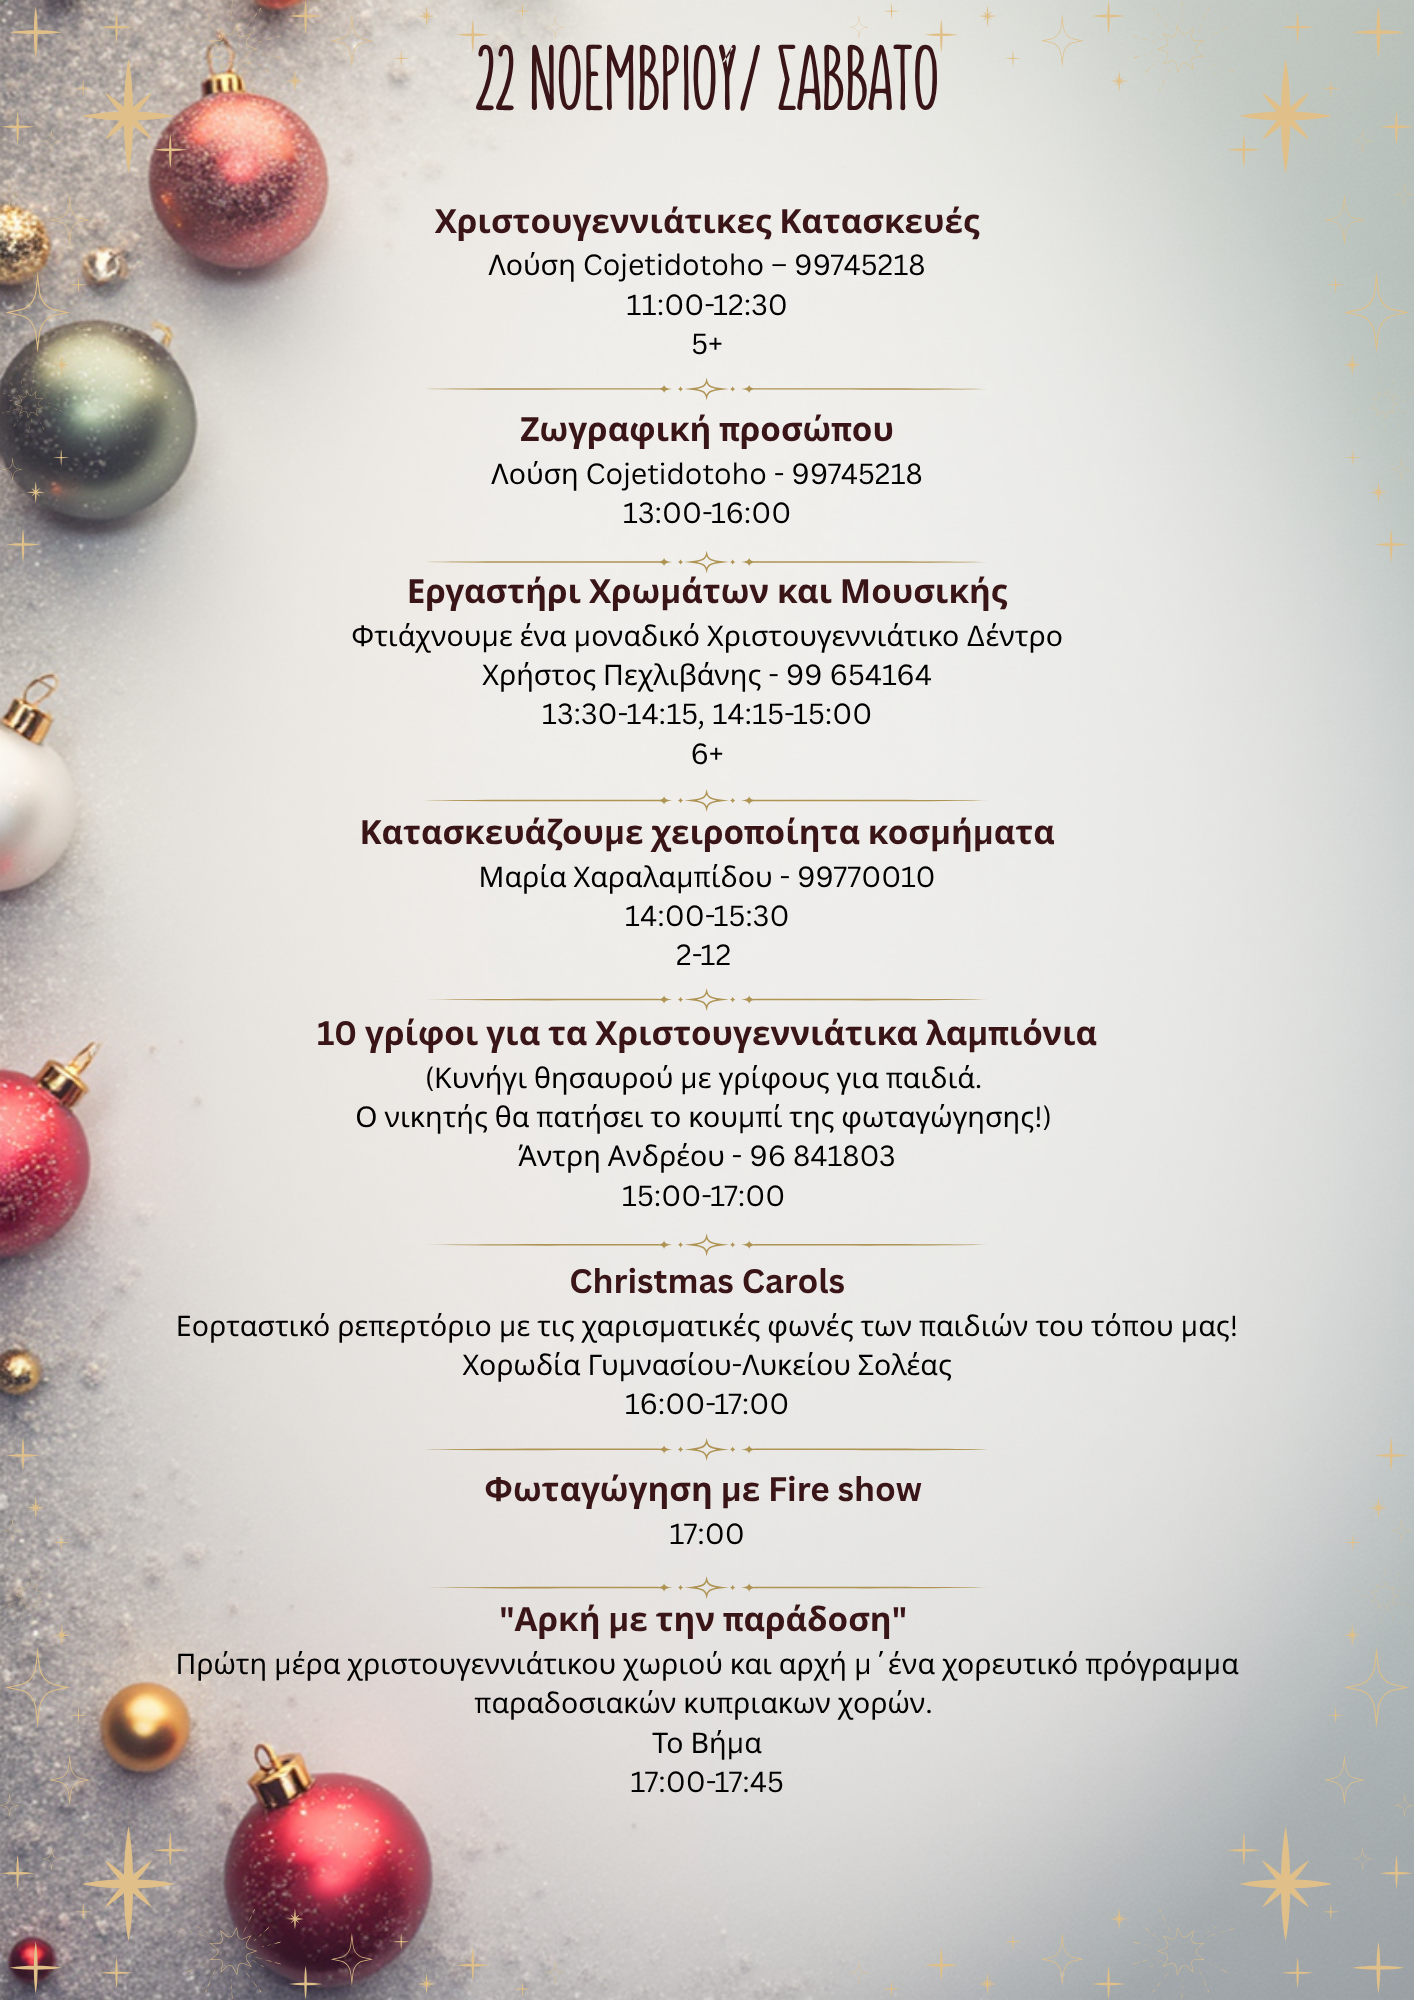 22 ΝΟΕΜΒΡΙΟΥ/ ΣΑΒΒΑΤΟ
Χριστουγεννιάτικες Κατασκευές
Λούση Cojetidotoho – 99745218
11:00-12:30
5+
Ζωγραφική προσώπου
Λούση Cojetidotoho - 99745218
13:00-16:00
Εργαστήρι Χρωμάτων και Μουσικής
Φτιάχνουμε ένα μοναδικό Χριστουγεννιάτικο Δέντρο
Χρήστος Πεχλιβάνης - 99 654164
13:30-14:15, 14:15-15:00
6+
Κατασκευάζουμε χειροποίητα κοσμήματα
Μαρία Χαραλαμπίδου - 99770010
14:00-15:30
2-12
10 γρίφοι για τα Χριστουγεννιάτικα λαμπιόνια
(Κυνήγι θησαυρού με γρίφους για παιδιά.
Ο νικητής θα πατήσει το κουμπί της φωταγώγησης!)
Άντρη Ανδρέου - 96 841803
15:00-17:00
Christmas Carols
Εορταστικό ρεπερτόριο με τις χαρισματικές φωνές των παιδιών του τόπου μας!
Χορωδία Γυμνασίου-Λυκείου Σολέας
16:00-17:00
Φωταγώγηση με Fire show
17:00
"Αρκή με την παράδοση"
Πρώτη μέρα χριστουγεννιάτικου χωριού και αρχή μ΄ένα χορευτικό πρόγραμμα
παραδοσιακών κυπριακων χορών.
Το Βήμα
17:00-17:45